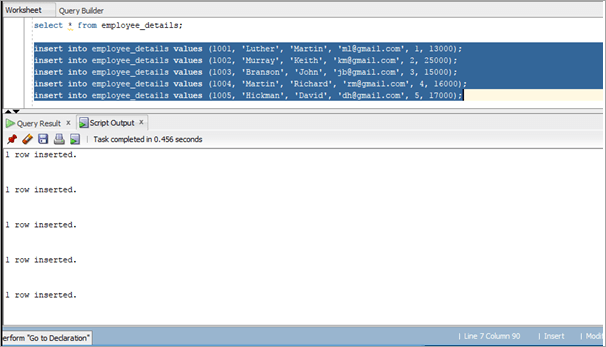 Worksheet Query Builder
select * from employee_details;
insert into employee_details values (1001, 'Luther', 'Martin', 'ml@gmail.com', 1, 13000);
insert into employee_details values (1002, 'Murray', 'Keith', 'km@gmail.com', 2, 25000);
insert into employee_details values (1003, 'Branson', 'John', 'jb@gmail.com', 3, 15000);
insert into employee_details values (1004, 'Martin', 'Richard', 'rm@gmail.com', 4, 16000);
insert into employee_details values (1005, 'Hickman', 'David', 'dh@gmail.com', 5, 17000);
Query Result x Script Output x
Task completed in 0.456 seconds
1 row inserted.
1 row inserted.
1 row inserted.
1 row inserted.
1 row inserted.
erform "Go to Declaration" | Line 7 Column 90 | Insert | Modi